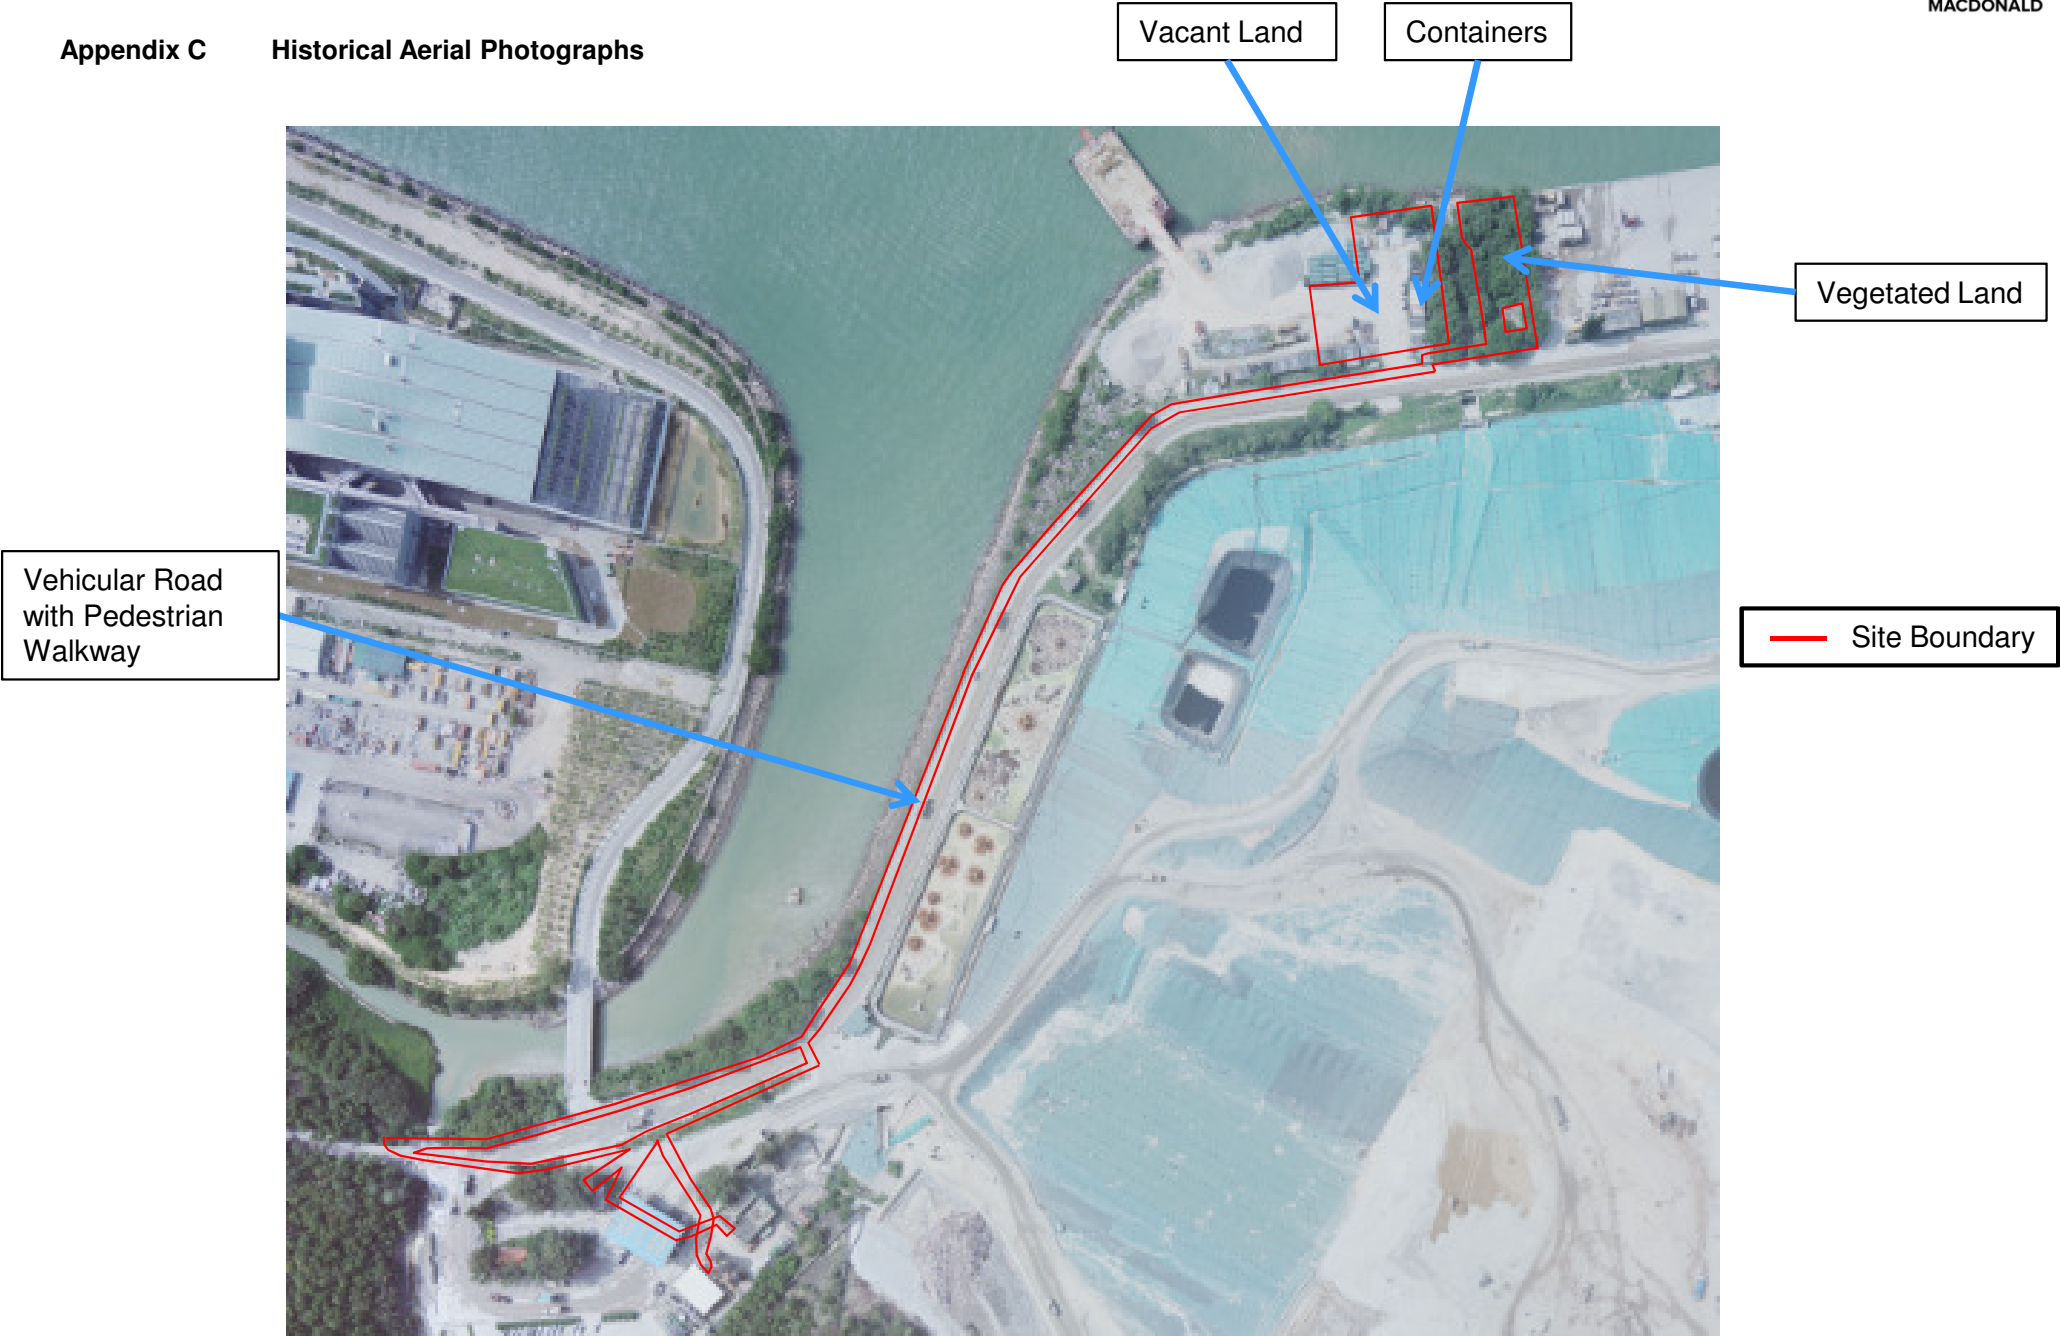 MACDONALD
Appendix C Historical Aerial Photographs
Vacant Land
Containers
Vegetated Land
Vehicular Road
with Pedestrian
Walkway
Site Boundary